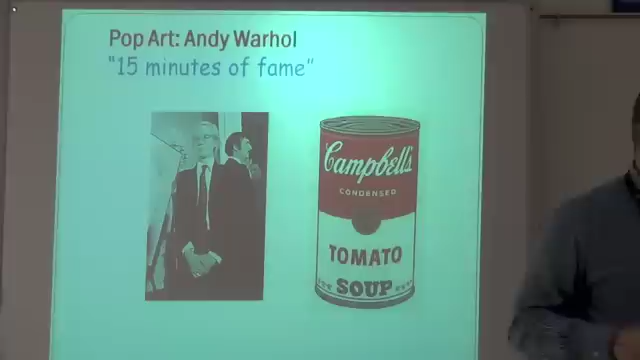 Pop Art: Andy Warhol
"15 minutes of fame"
Campbell's
CONDENSED
TOMATO
SOUP